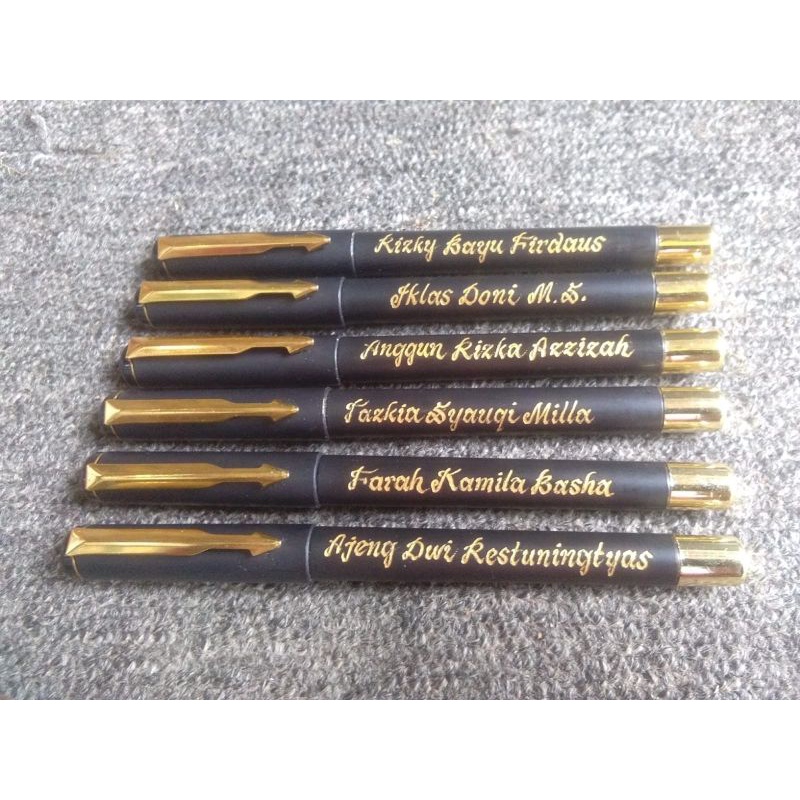 Rizky Bayu Firdaus
Iklas Doni M.S.
Anggun Rizka Azzizah
Tazkia Syauqi Milla
Farah Kamila Basha
Ajeng Dwi Restuningtyas